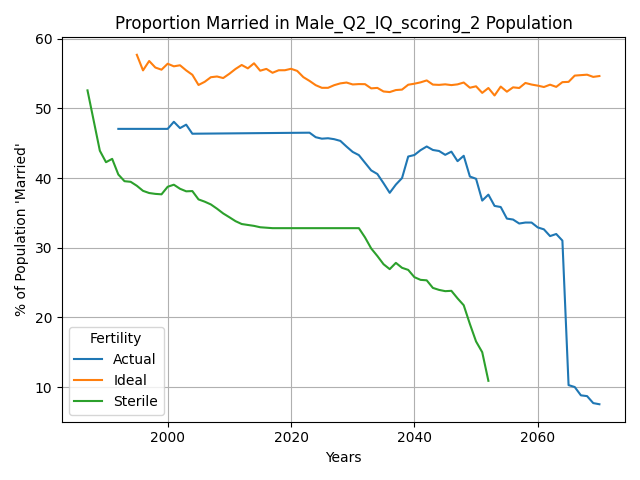 Proportion Married in Male_Q2_IQ_scoring_2 Population
% of Population 'Married'
60
50
40
30
20
10
Fertility
Actual
Ideal
Sterile
2000 2020 2040 2060
Years